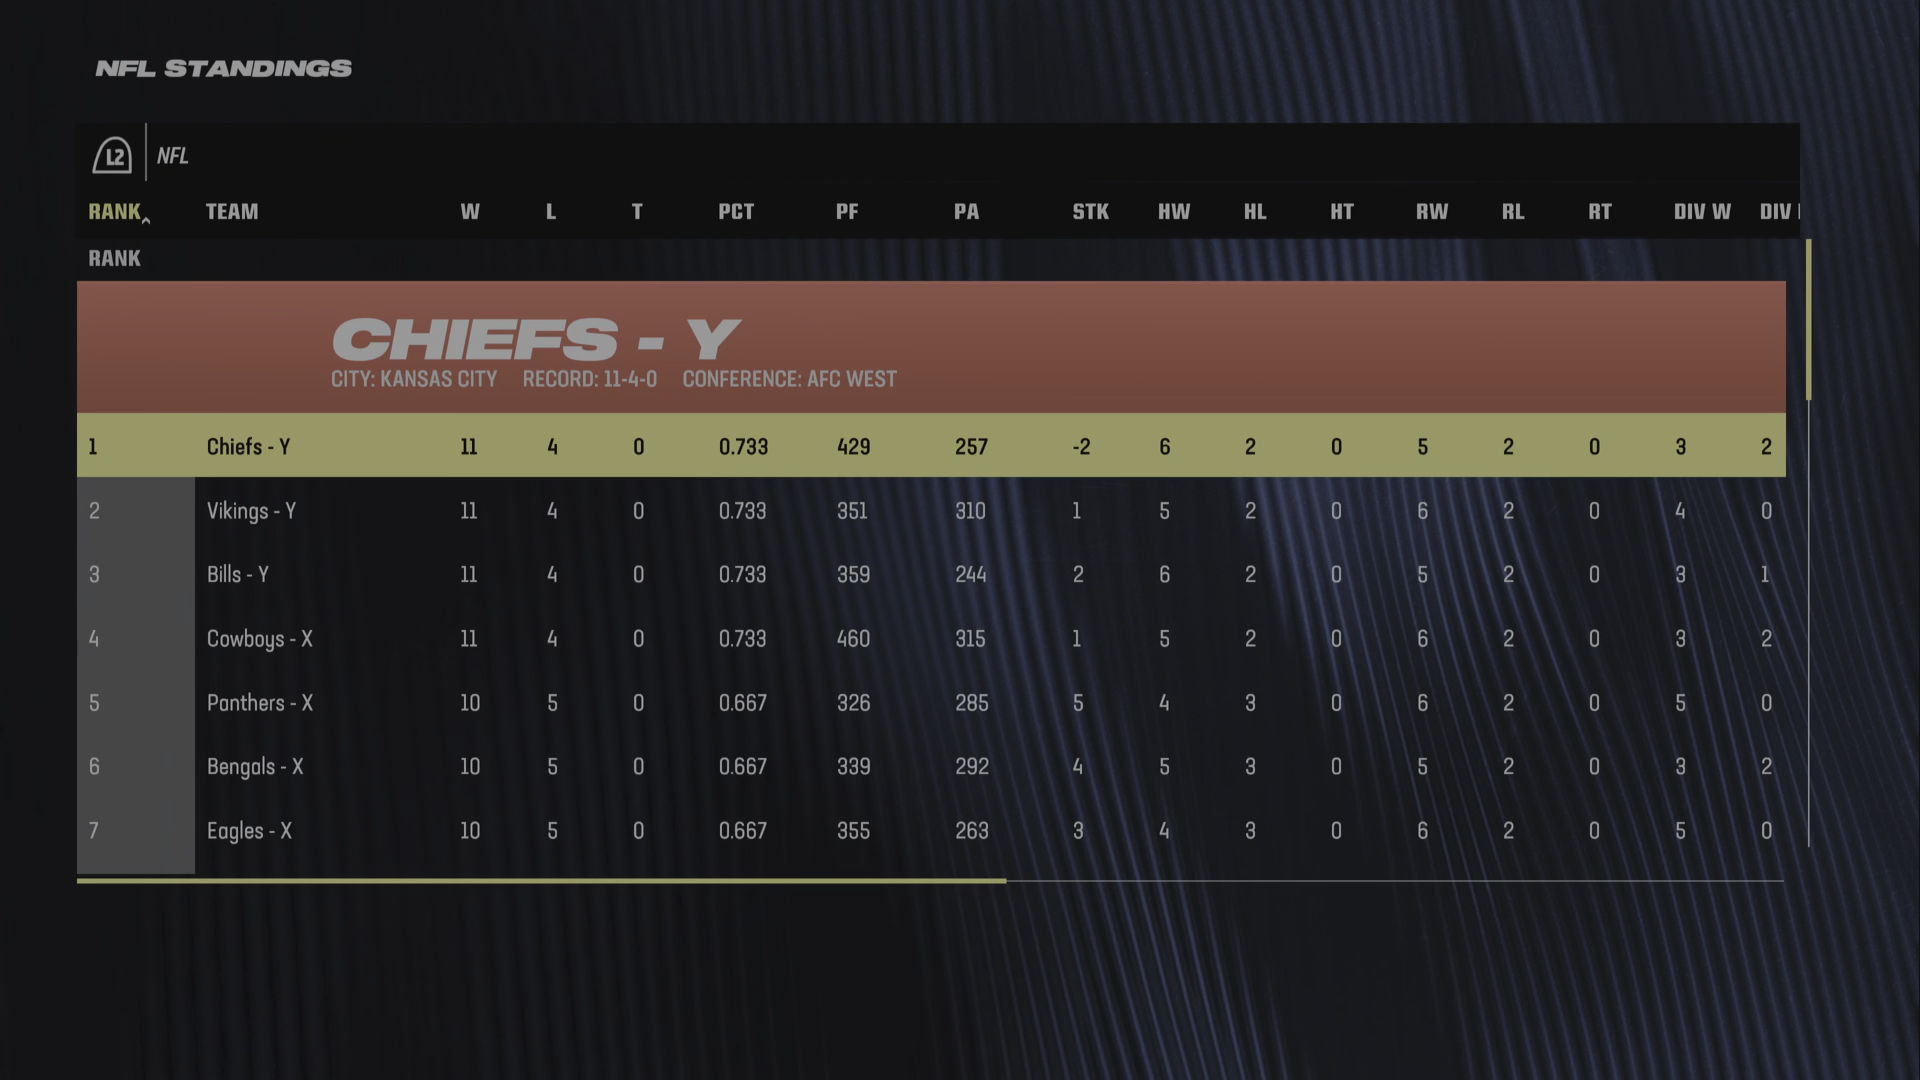 NFL STANDINGS
L2 NFL
RANK TEAM W L T PCT PF PA STK HW HL HT RW RL RT DIV W DIV
RANK
CHIEFS - Y
CITY: KANSAS CITY RECORD: 11-4-0 CONFERENCE: AFC WEST
1 Chiefs - Y 11 4 0 0.733 429 257 -2 6 2 0 5 2 0 3 2
2 Vikings - Y 11 4 0 0.733 351 310 1 5 2 0 6 2 0 4 0
3 Bills - Y 11 4 0 0.733 359 244 2 6 2 0 5 2 0 3 1
4 Cowboys - X 11 4 0 0.733 460 315 1 5 2 0 6 2 0 3 2
5 Panthers - X 10 5 0 0.667 326 285 5 4 3 0 6 2 0 5 0
6 Bengals - X 10 5 0 0.667 339 292 4 5 3 0 5 2 0 3 2
7 Eagles - X 10 5 0 0.667 355 263 3 4 3 0 6 2 0 5 0